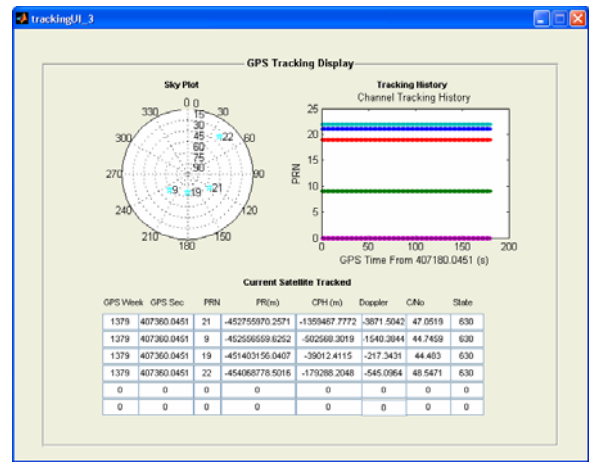 trackingUI_3
GPS Tracking Display
Sky Plot
0
0
15
30
45
60
75
90
30
60
90
120
150
180
210
240
270
300
330
22
9
19
21
Tracking History
Channel Tracking History
25
20
15
10
5
0
PRN
0 50 100 150 200
GPS Time From 407180.0451 (s)
Current Satellite Tracked
GPS Week GPS Sec PRN PR(m) CPH (m) Doppler C/No State
1379 407360.0451 21 -452755970.2571 -1359467.7772 -3871.5042 47.0519 630
1379 407360.0451 9 -452556559.6252 -502568.3019 -1540.3844 44.7459 630
1379 407360.0451 19 -451403156.0407 -39012.4115 -217.3431 44.483 630
1379 407360.0451 22 -454068778.5016 -179288.2048 -545.0964 48.5471 630
0 0 0 0 0 0 0 0
0 0 0 0 0 0 0 0